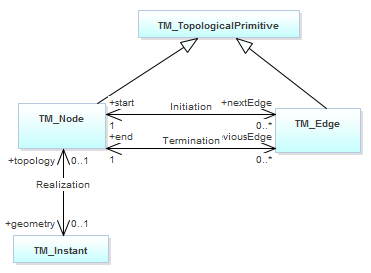 TM_TopologicalPrimitive
+start
Initiation
+nextEdge
1
0..*
TM_Node
TM_Edge
+end
Termination
viousEdge
1
0..*
+topology
0..1
Realization
+geometry
0..1
TM_Instant